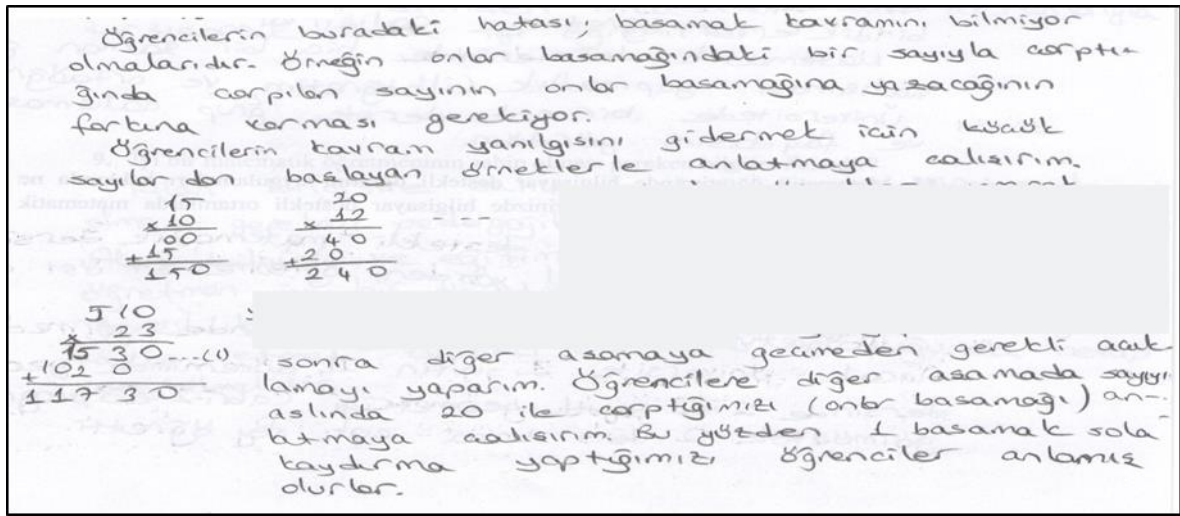 Öğrencilerin buradaki hatası, basamak kavramını bilmiyor
olmalarıdır. Örneğin onlar basamağındaki bir sayıyla çarptı-
ğında çarpılan sayının onlar basamağına yazacağının
farkına varması gerekiyor.
Öğrencilerin kavram yanılgısını gidermek için küçük
sayılardan başlayan örneklerle anlatmaya çalışırım.
15
x 10
00
+15
150
20
x 12
40
+20
240
- - -
510
x 23
1530 ...(1)
+1020
11730
sonra diğer aşamaya geçmeden gerekli açık-
lamayı yaparım. Öğrencilere diğer aşamada sayıyı
aslında 20 ile çarptığımızı (onlar basamağı) an-
latmaya çalışırım. Bu yüzden 1 basamak sola
kaydırma yaptığımızı öğrenciler anlamış
olurlar.